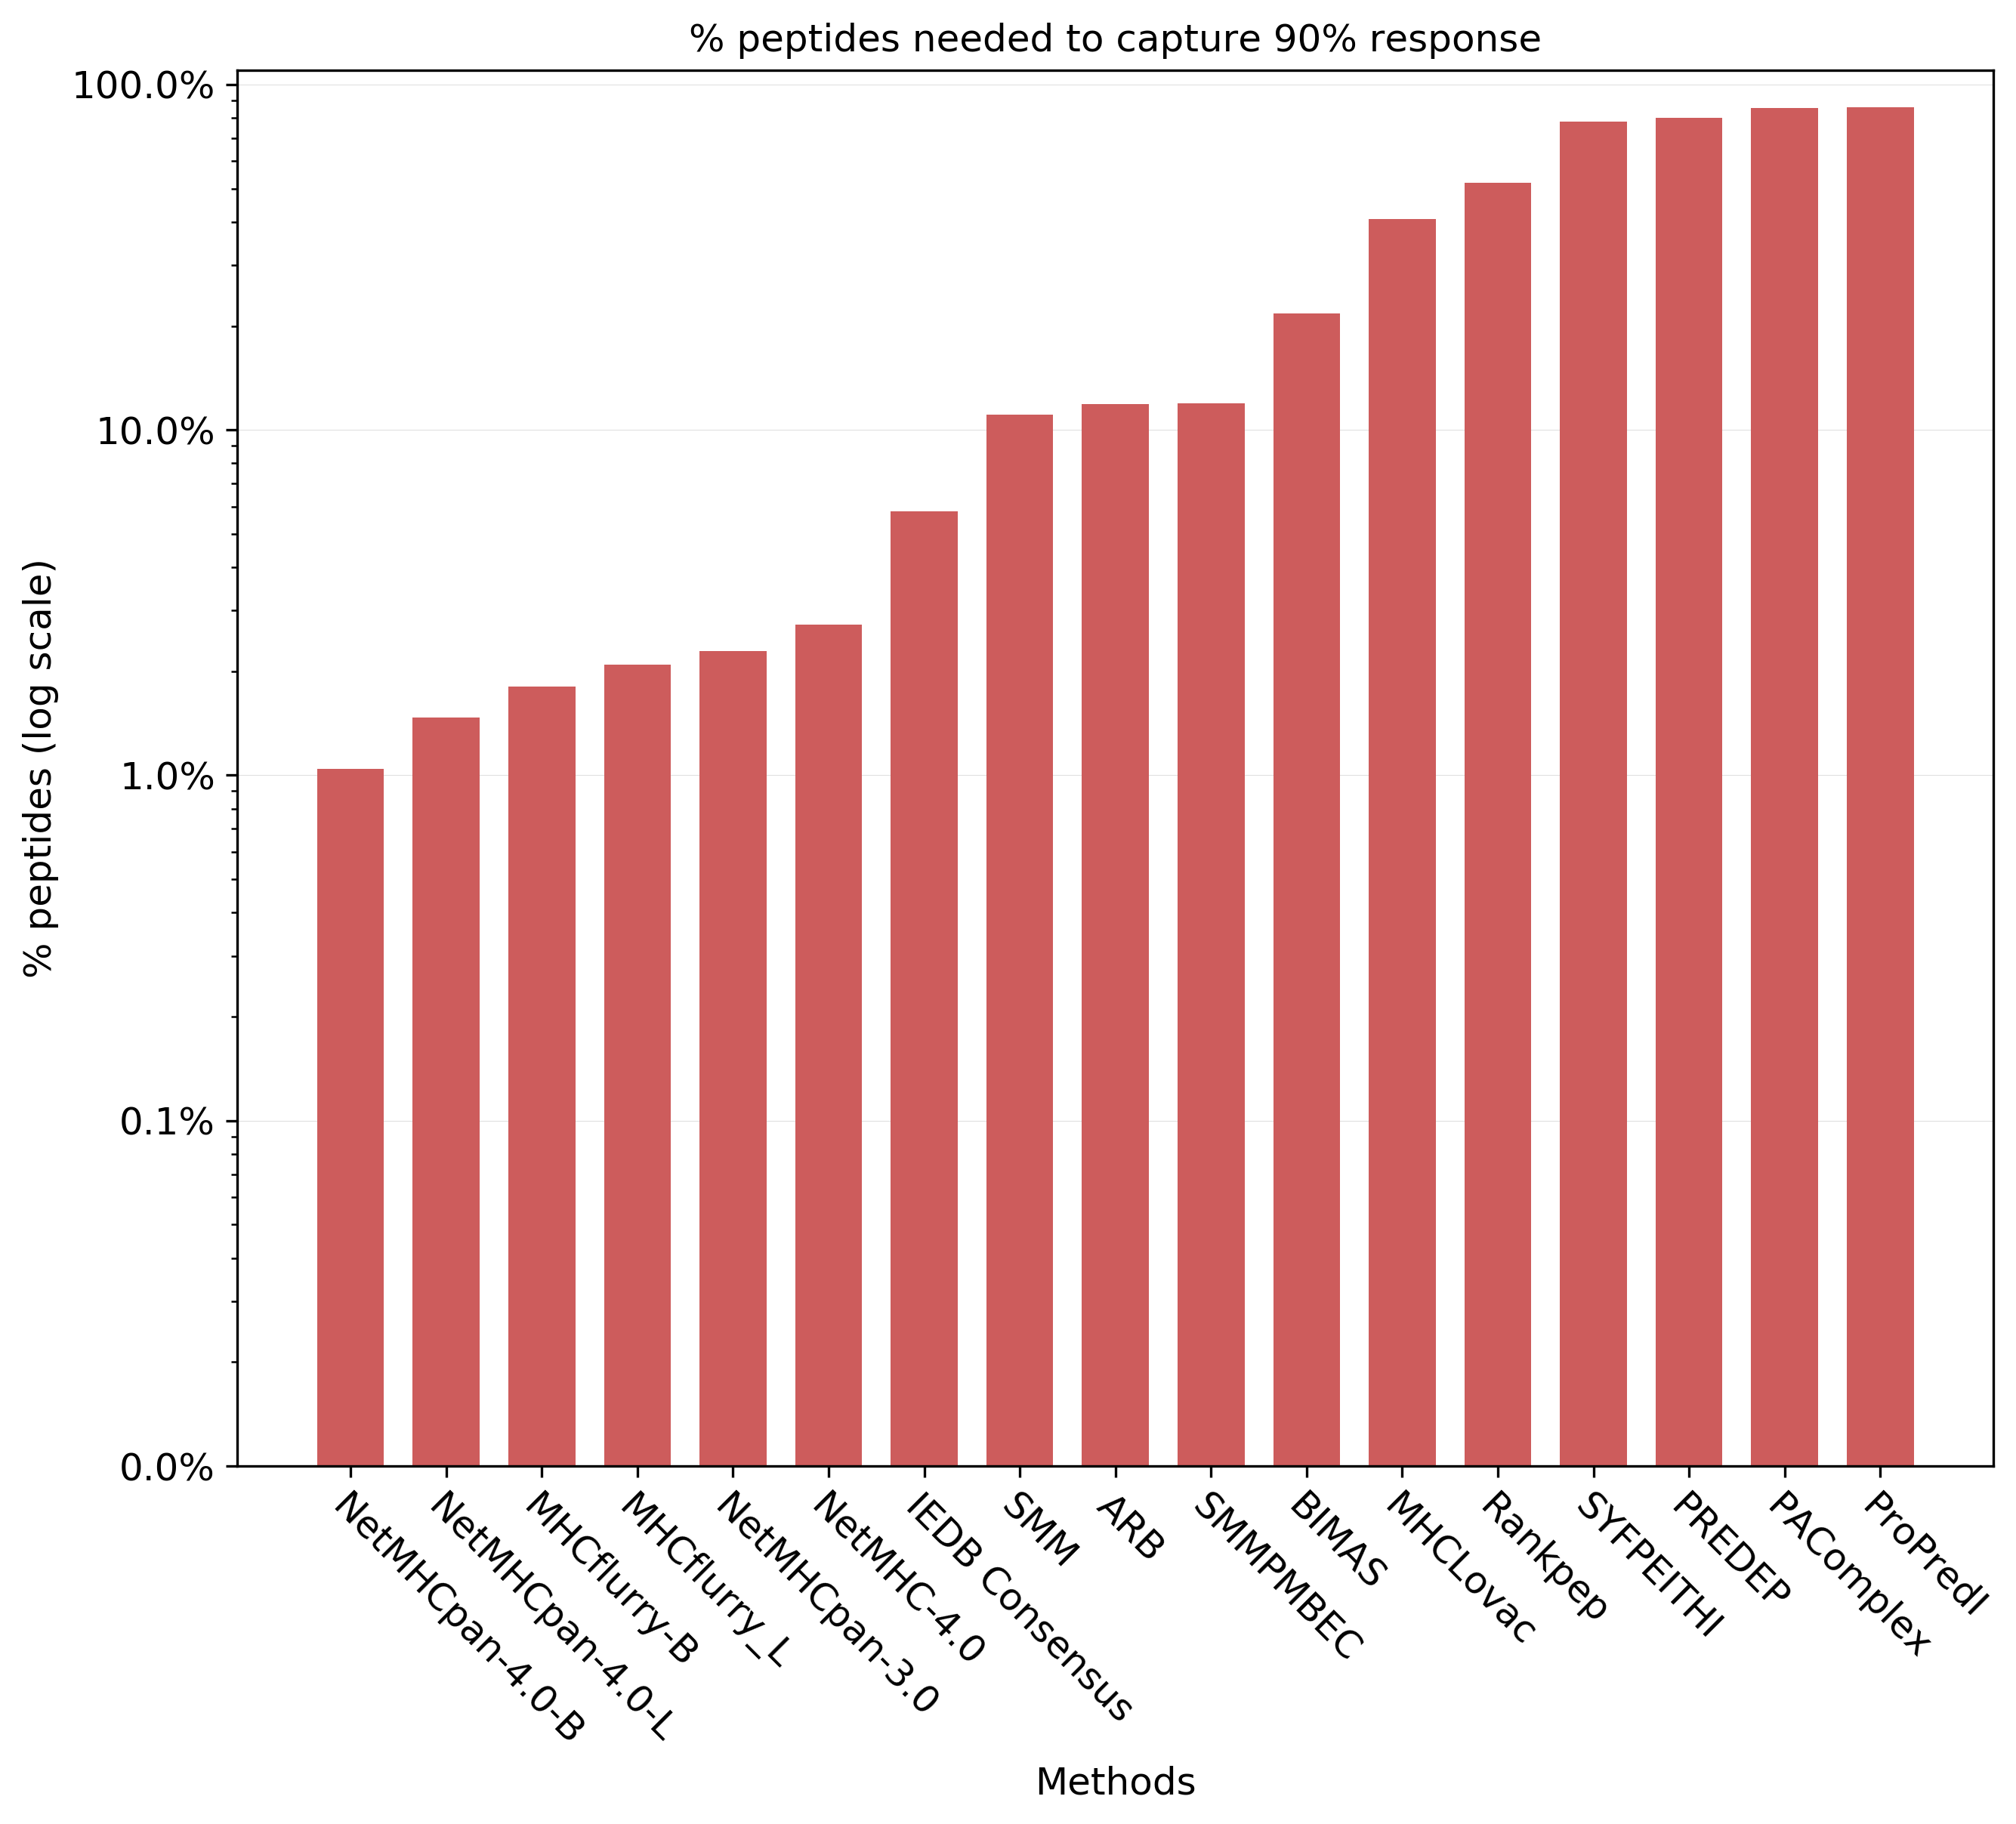 % peptides needed to capture 90% response
100.0%
10.0%
1.0%
0.1%
0.0%
% peptides (log scale)
NetMHCpan-4.0-B
NetMHCpan-4.0-L
MHCflurry-B
MHCflurry_L
NetMHCpan-3.0
NetMHC-4.0
IEDB Consensus
SMM
ARB
SMMPMBEC
BIMAS
MHCLovac
Rankpep
SYFPEITHI
PREDEP
PAComplex
ProPredI
Methods